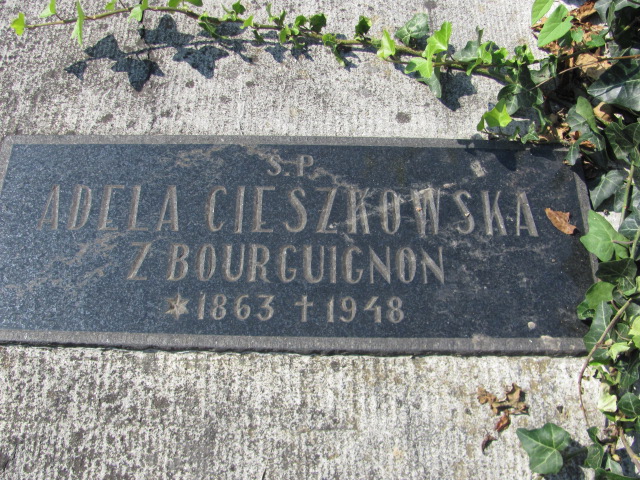 S.P.
ADELA CIESZKOWSKA
Z BOURGUIGNON
*1863 †1948